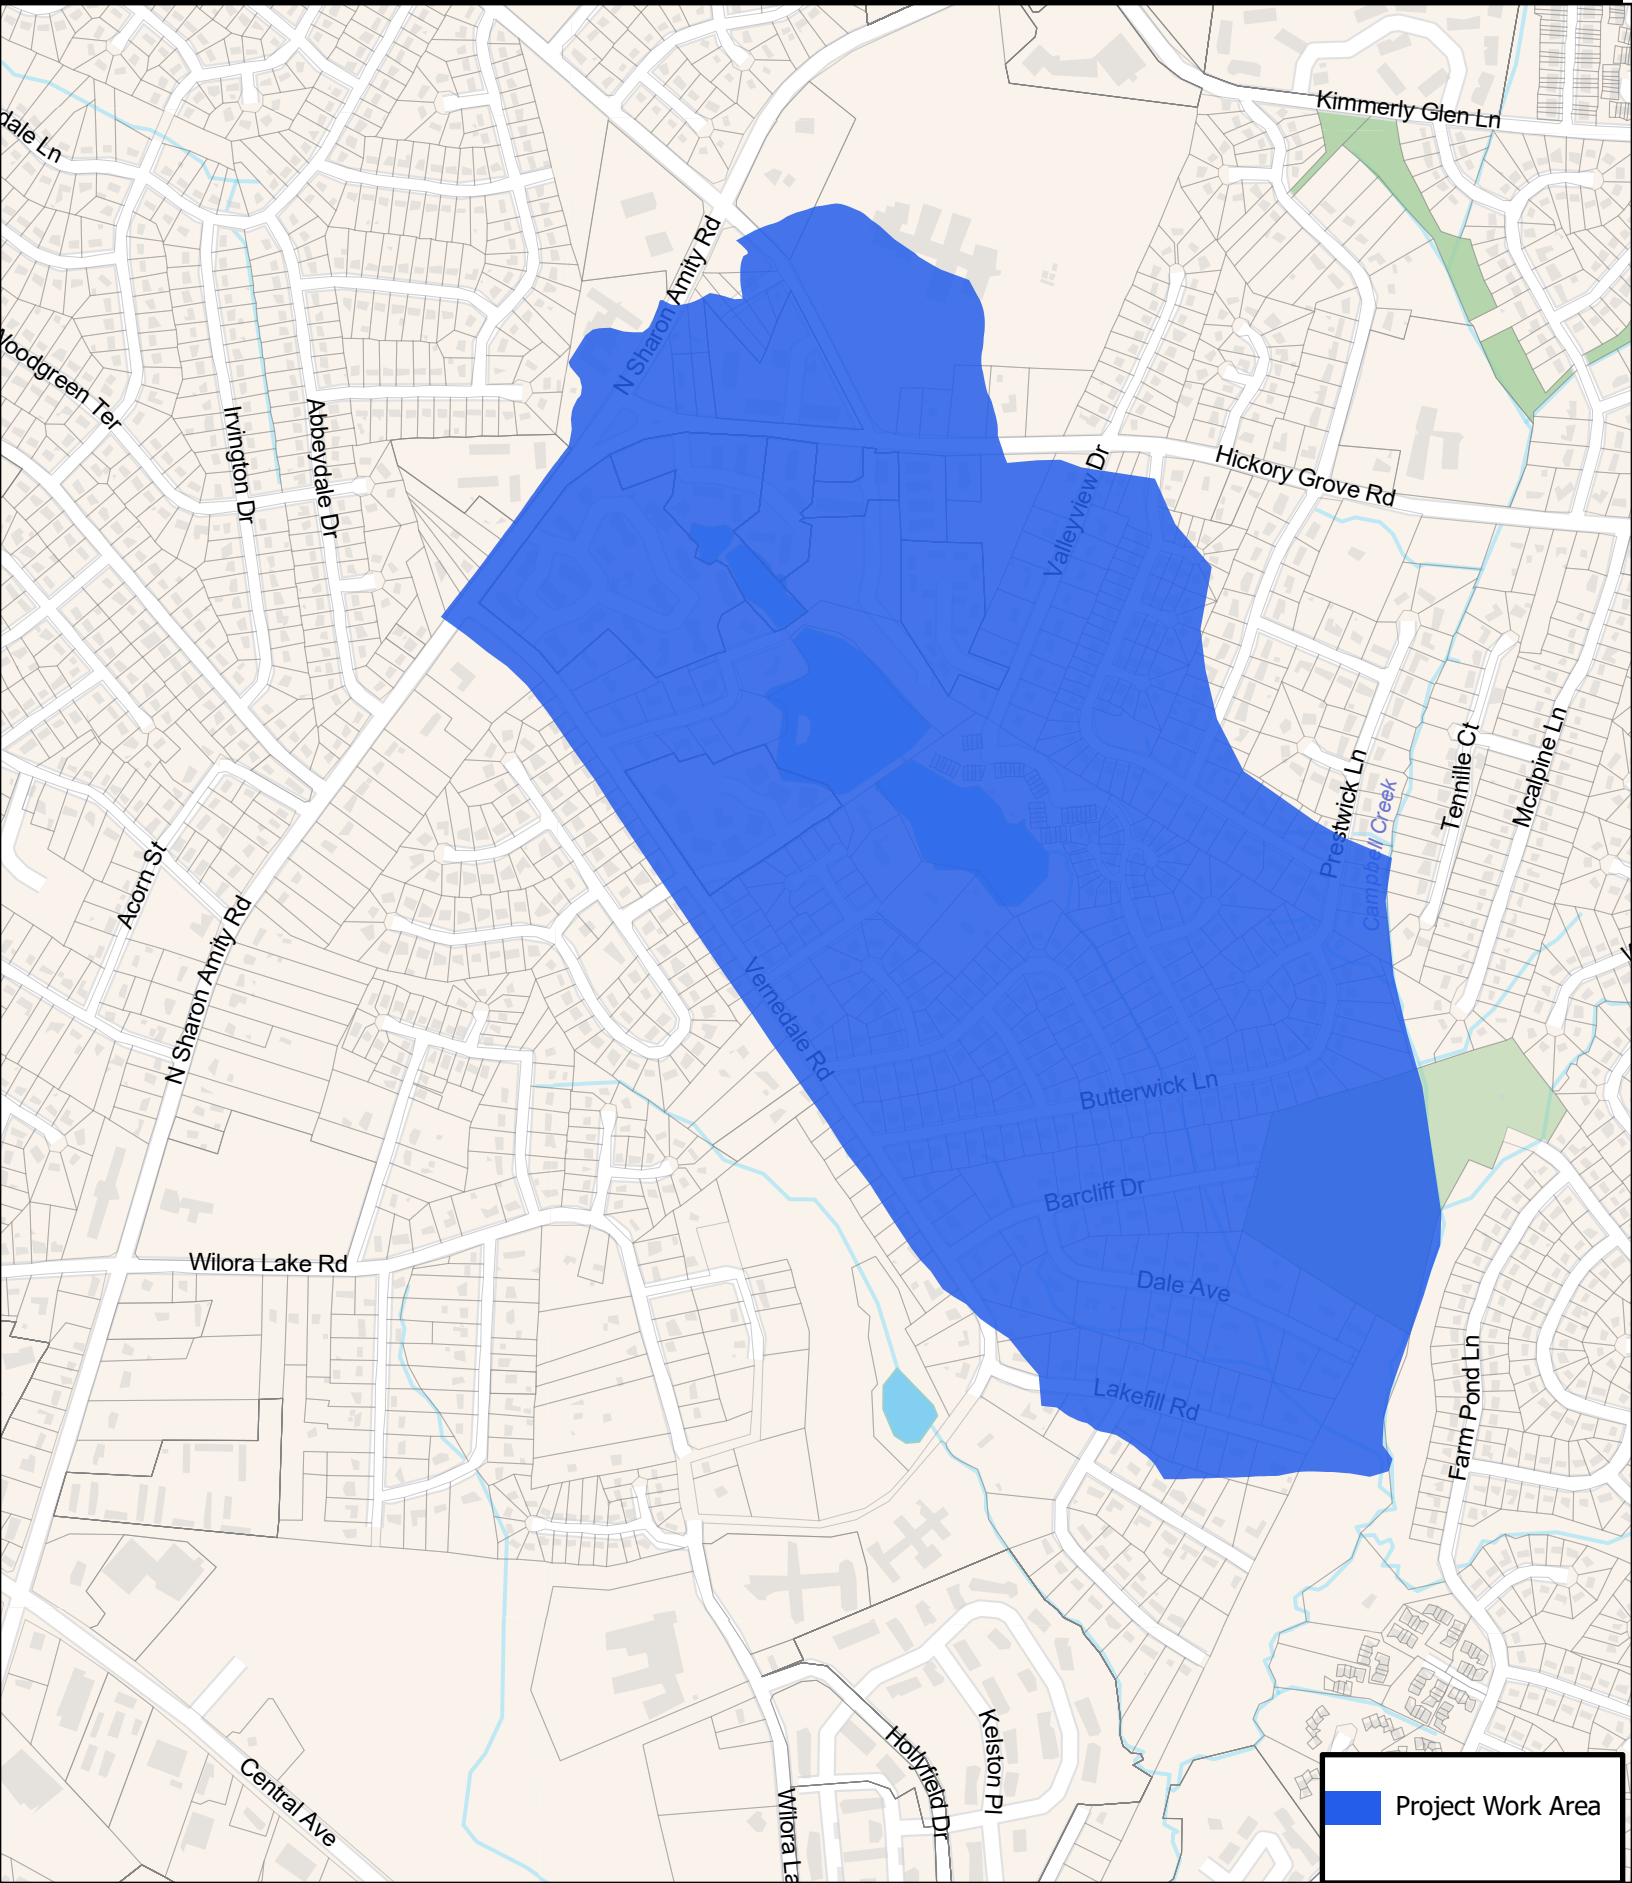 Kimmerly Glen Ln
dale Ln
N Sharon Amity Rd
Woodgreen Ter
Irvington Dr
Abbeydale Dr
Hickory Grove Rd
Valleyview Dr
Prestwick Ln
Campbell Creek
Tennille Ct
Mcalpine Ln
Acorn St
N Sharon Amity Rd
Vernedale Rd
Butterwick Ln
Barcliff Dr
Wilora Lake Rd
Dale Ave
Lakefill Rd
Farm Pond Ln
Central Ave
Wilora La
Hollyfield Dr
Kelston Pl
Project Work Area